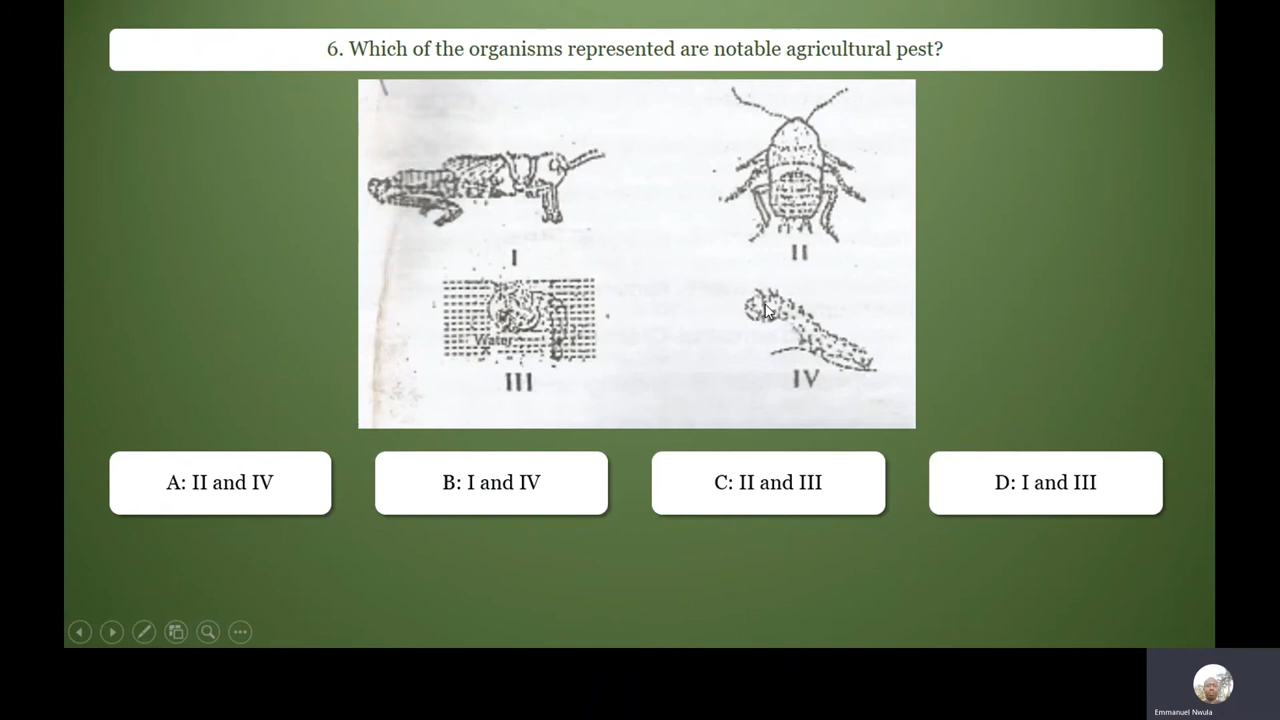 6. Which of the organisms represented are notable agricultural pest?
I
II
Water
III
IV
A: II and IV
B: I and IV
C: II and III
D: I and III
Emmanuel Nwula